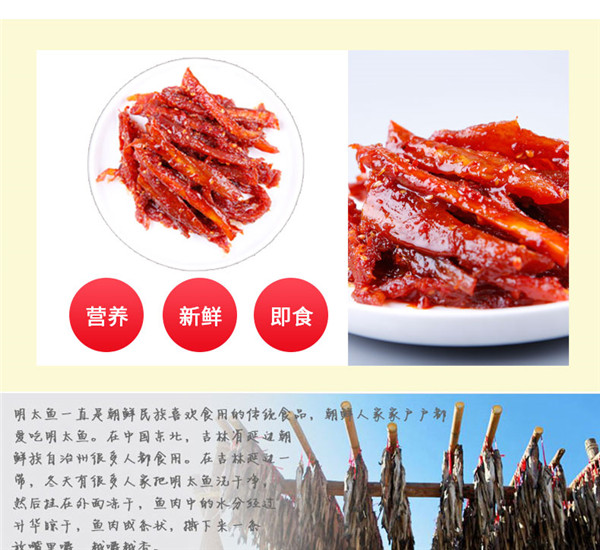 营养
新鲜
即食
明太鱼一直是朝鲜民族喜欢食用的传统食品，朝鲜人家家户户都
爱吃明太鱼。在中国东北，吉林有延边朝
鲜族自治州很多人都食用。在吉林延边一
带，冬天有很多人家把明太鱼洗干净，
然后挂在外面冻干，鱼肉中的水分经过
升华晾干，鱼肉成条状，撕下来一条
放嘴里嚼，越嚼越香。